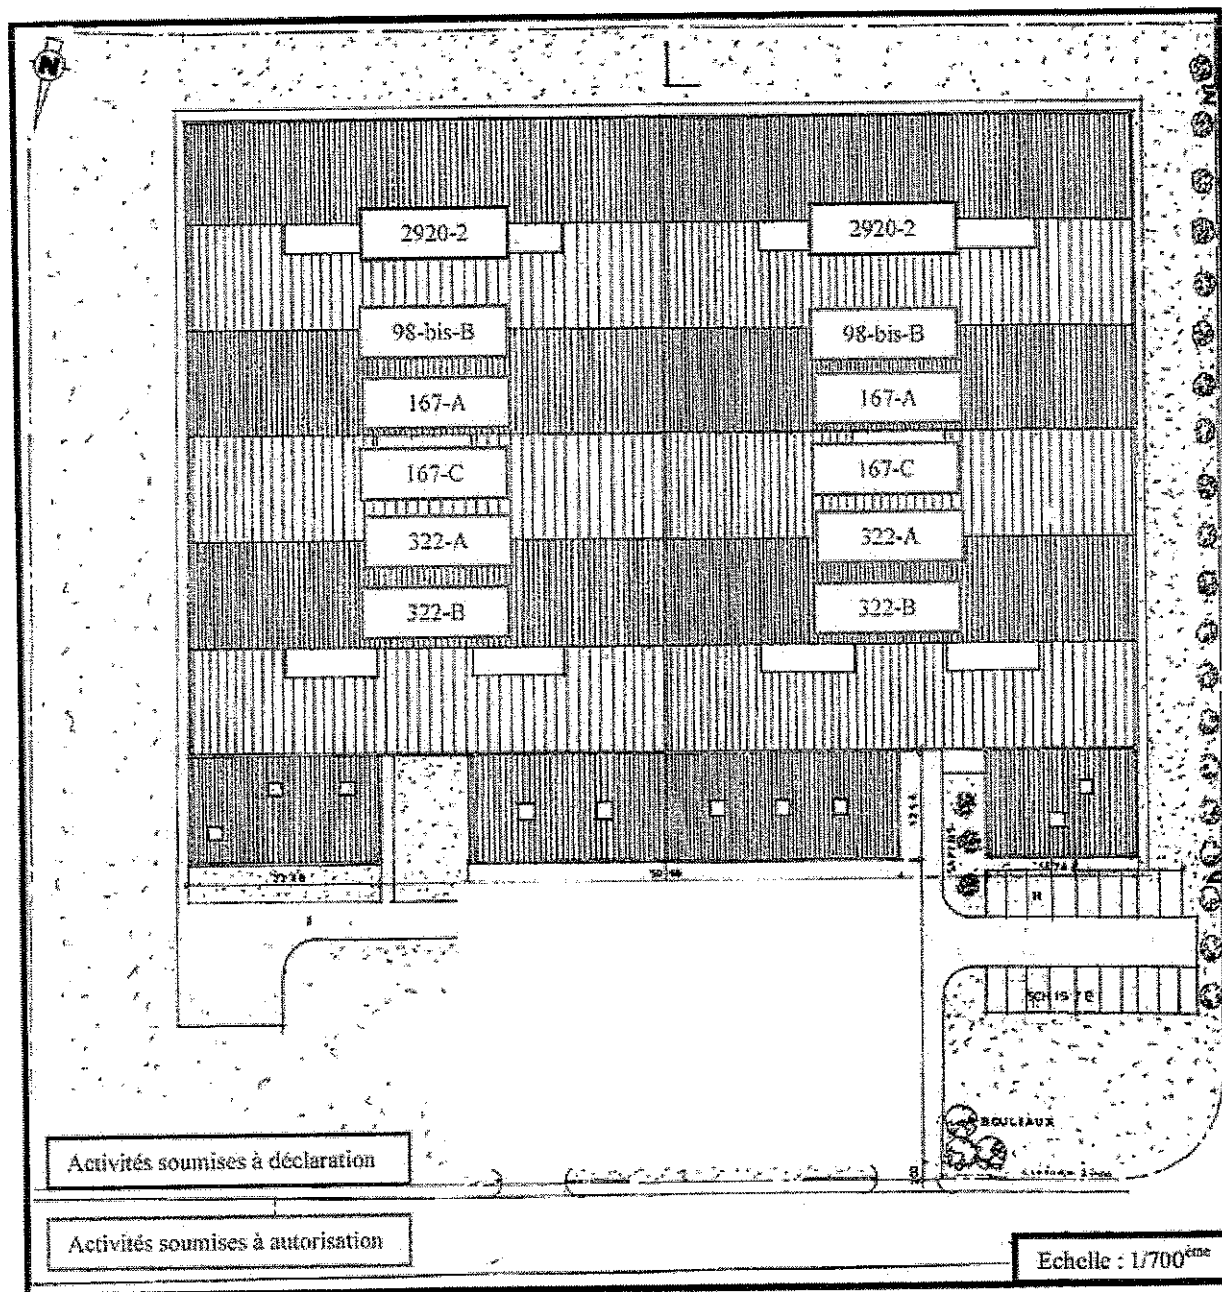 N
2920-2 2920-2
98-bis-B 98-bis-B
167-A 167-A
167-C 167-C
322-A 322-A
322-B 322-B
SAPINS
H
BOULEAUX
Activités soumises à déclaration
Activités soumises à autorisation
Echelle : 1/700ème